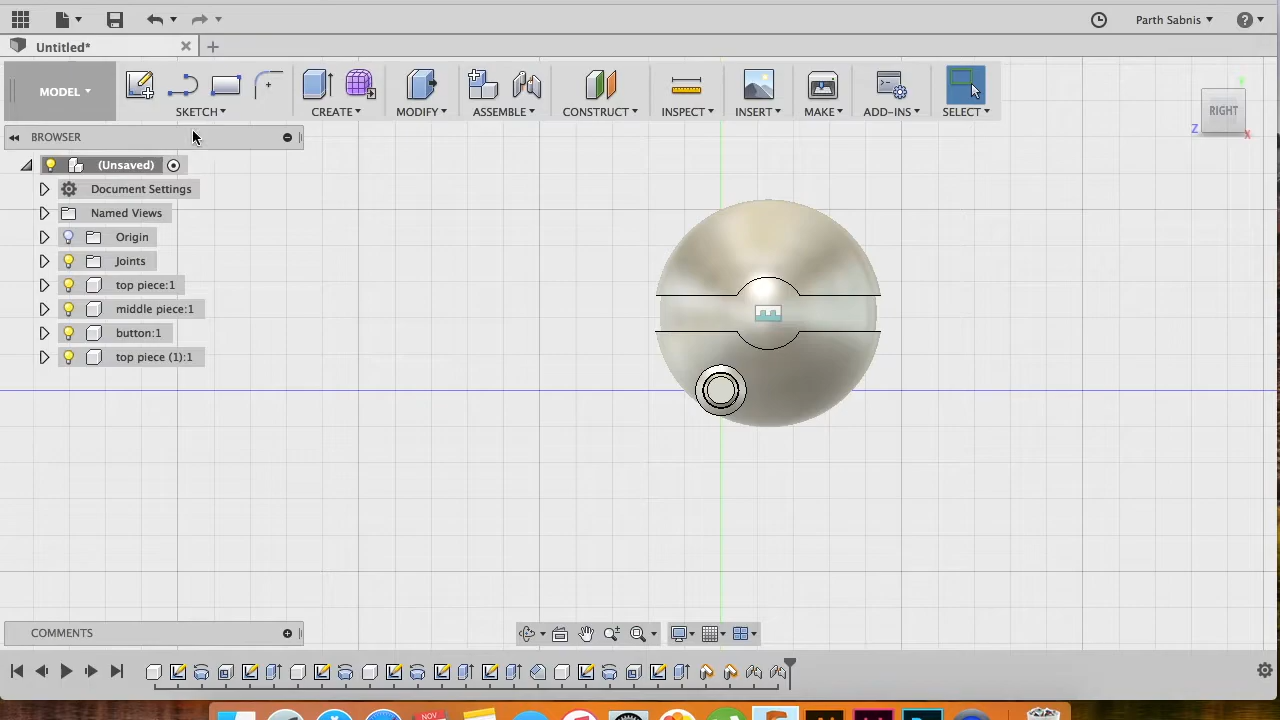 Parth Sabnis
Untitled*
MODEL
SKETCH
CREATE
MODIFY
ASSEMBLE
CONSTRUCT
INSPECT
INSERT
MAKE
ADD-INS
SELECT
RIGHT
Z
X
BROWSER
(Unsaved)
Document Settings
Named Views
Origin
Joints
top piece:1
middle piece:1
button:1
top piece (1):1
COMMENTS
NOV